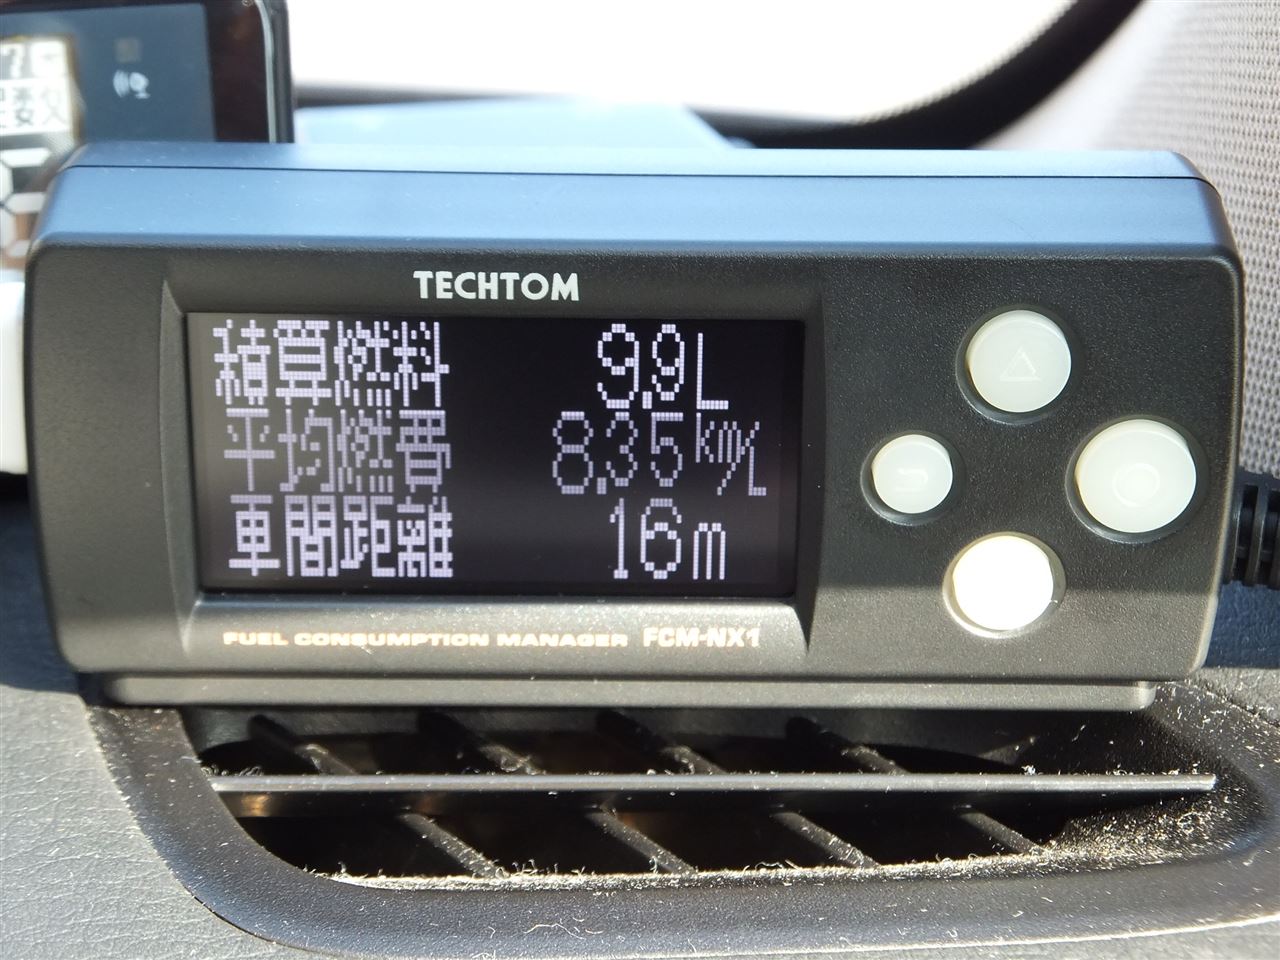 TECHTOM
積算燃料 9.9L
平均燃費 8.35km/L
車間距離 16m
FUEL CONSUMPTION MANAGER FCM-NX1